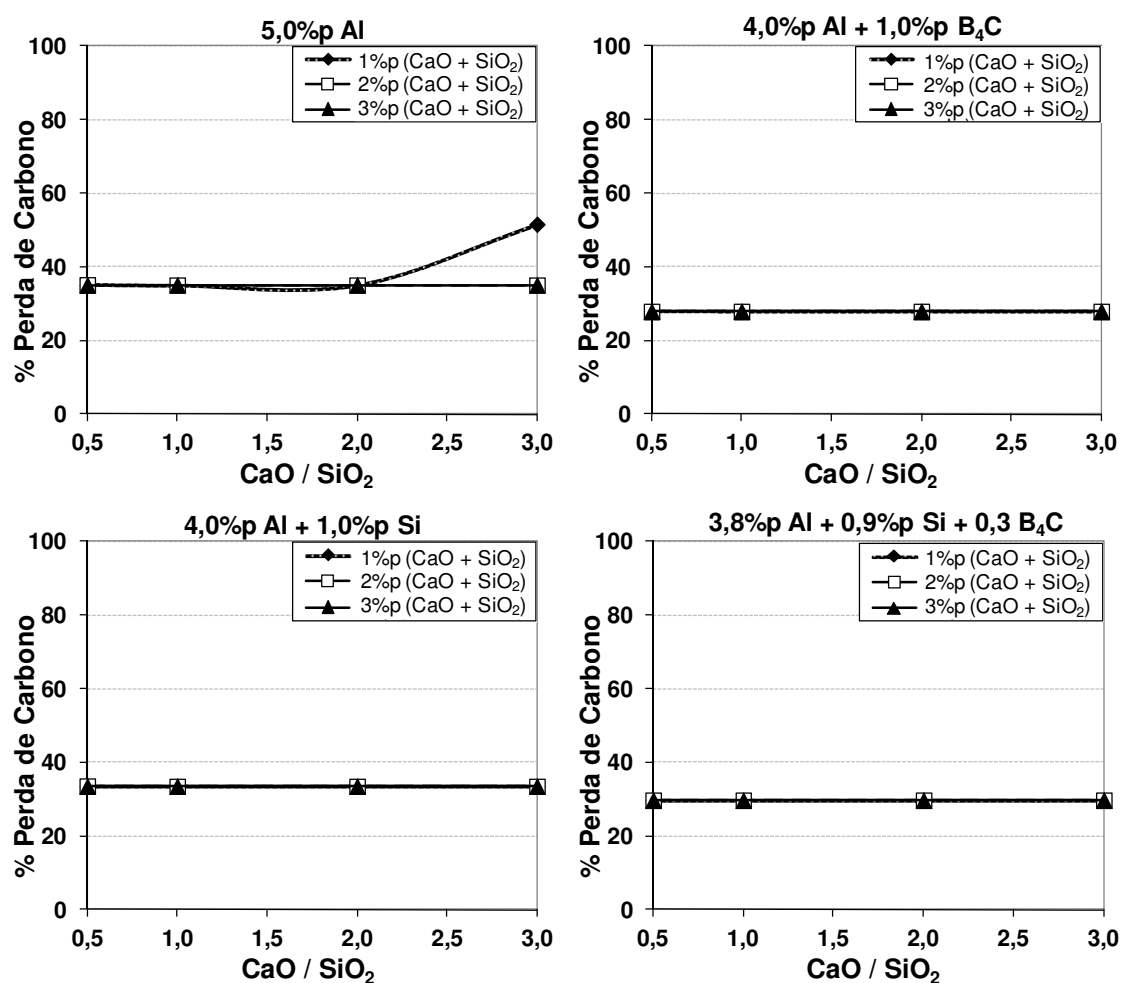 5,0%p Al
1%p (CaO + SiO₂)
2%p (CaO + SiO₂)
3%p (CaO + SiO₂)
% Perda de Carbono
100
80
60
40
20
0
0,5 1,0 1,5 2,0 2,5 3,0
CaO / SiO₂
4,0%p Al + 1,0%p B₄C
1%p (CaO + SiO₂)
2%p (CaO + SiO₂)
3%p (CaO + SiO₂)
% Perda de Carbono
100
80
60
40
20
0
0,5 1,0 1,5 2,0 2,5 3,0
CaO / SiO₂
4,0%p Al + 1,0%p Si
1%p (CaO + SiO₂)
2%p (CaO + SiO₂)
3%p (CaO + SiO₂)
% Perda de Carbono
100
80
60
40
20
0
0,5 1,0 1,5 2,0 2,5 3,0
CaO / SiO₂
3,8%p Al + 0,9%p Si + 0,3 B₄C
1%p (CaO + SiO₂)
2%p (CaO + SiO₂)
3%p (CaO + SiO₂)
% Perda de Carbono
100
80
60
40
20
0
0,5 1,0 1,5 2,0 2,5 3,0
CaO / SiO₂